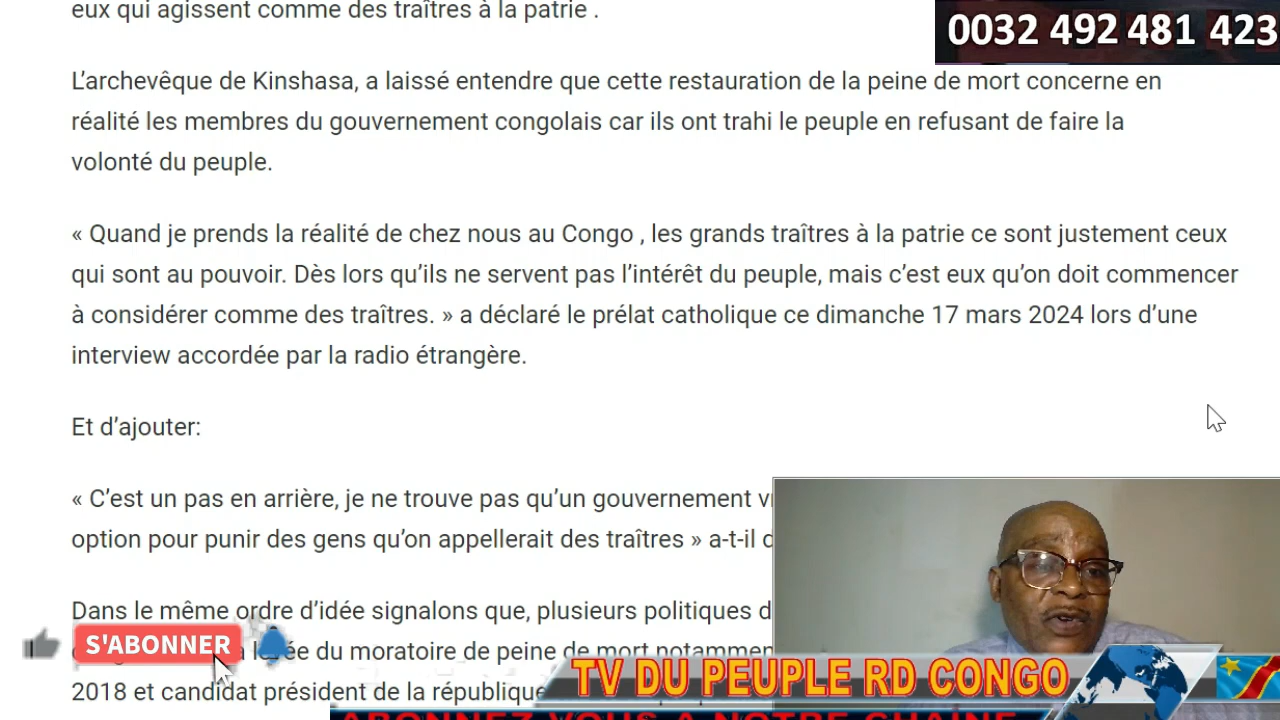 eux qui agissent comme des traîtres à la patrie .
0032 492 481 423
L'archevêque de Kinshasa, a laissé entendre que cette restauration de la peine de mort concerne en
réalité les membres du gouvernement congolais car ils ont trahi le peuple en refusant de faire la
volonté du peuple.
« Quand je prends la réalité de chez nous au Congo , les grands traîtres à la patrie ce sont justement ceux
qui sont au pouvoir. Dès lors qu'ils ne servent pas l'intérêt du peuple, mais c'est eux qu'on doit commencer
à considérer comme des traîtres. » a déclaré le prélat catholique ce dimanche 17 mars 2024 lors d'une
interview accordée par la radio étrangère.
Et d'ajouter:
« C'est un pas en arrière, je ne trouve pas qu'un gouvernement
option pour punir des gens qu'on appellerait des traîtres » a-t-il
Dans le même ordre d'idée signalons que, plusieurs politiques
S'ABONNER
du moratoire de peine de mort
2018 et candidat président de la république
TV DU PEUPLE RD CONGO
ABONNEZ VOUS A NOTRE CHAINE